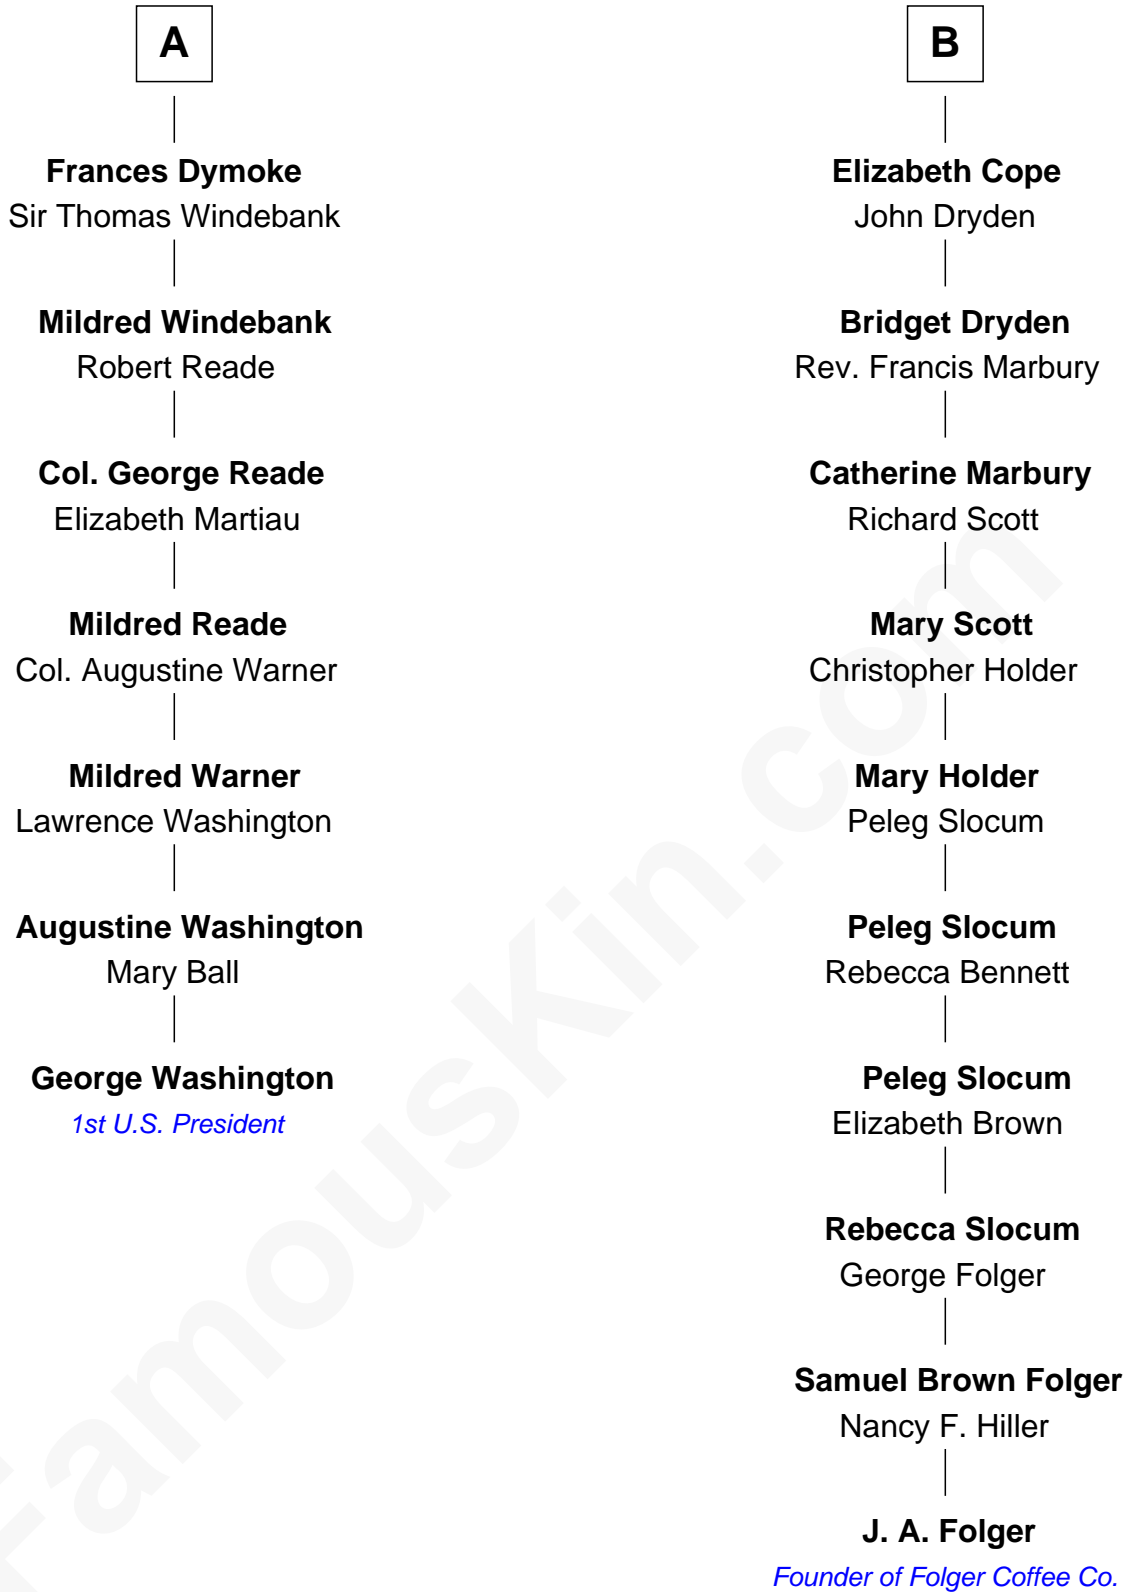 A
Frances Dymoke
Sir Thomas Windebank
Mildred Windebank
Robert Reade
Col. George Reade
Elizabeth Martiau
Mildred Reade
Col. Augustine Warner
Mildred Warner
Lawrence Washington
Augustine Washington
Mary Ball
George Washington
1st U.S. President
B
Elizabeth Cope
John Dryden
Bridget Dryden
Rev. Francis Marbury
Catherine Marbury
Richard Scott
Mary Scott
Christopher Holder
Mary Holder
Peleg Slocum
Peleg Slocum
Rebecca Bennett
Peleg Slocum
Elizabeth Brown
Rebecca Slocum
George Folger
Samuel Brown Folger
Nancy F. Hiller
J. A. Folger
Founder of Folger Coffee Co.
FamousKin.com